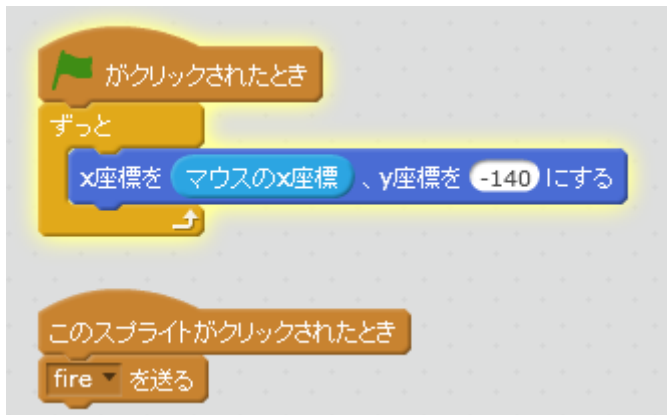 がクリックされたとき
ずっと
x座標を マウスのx座標 、y座標を -140 にする
このスプライトがクリックされたとき
fire を送る